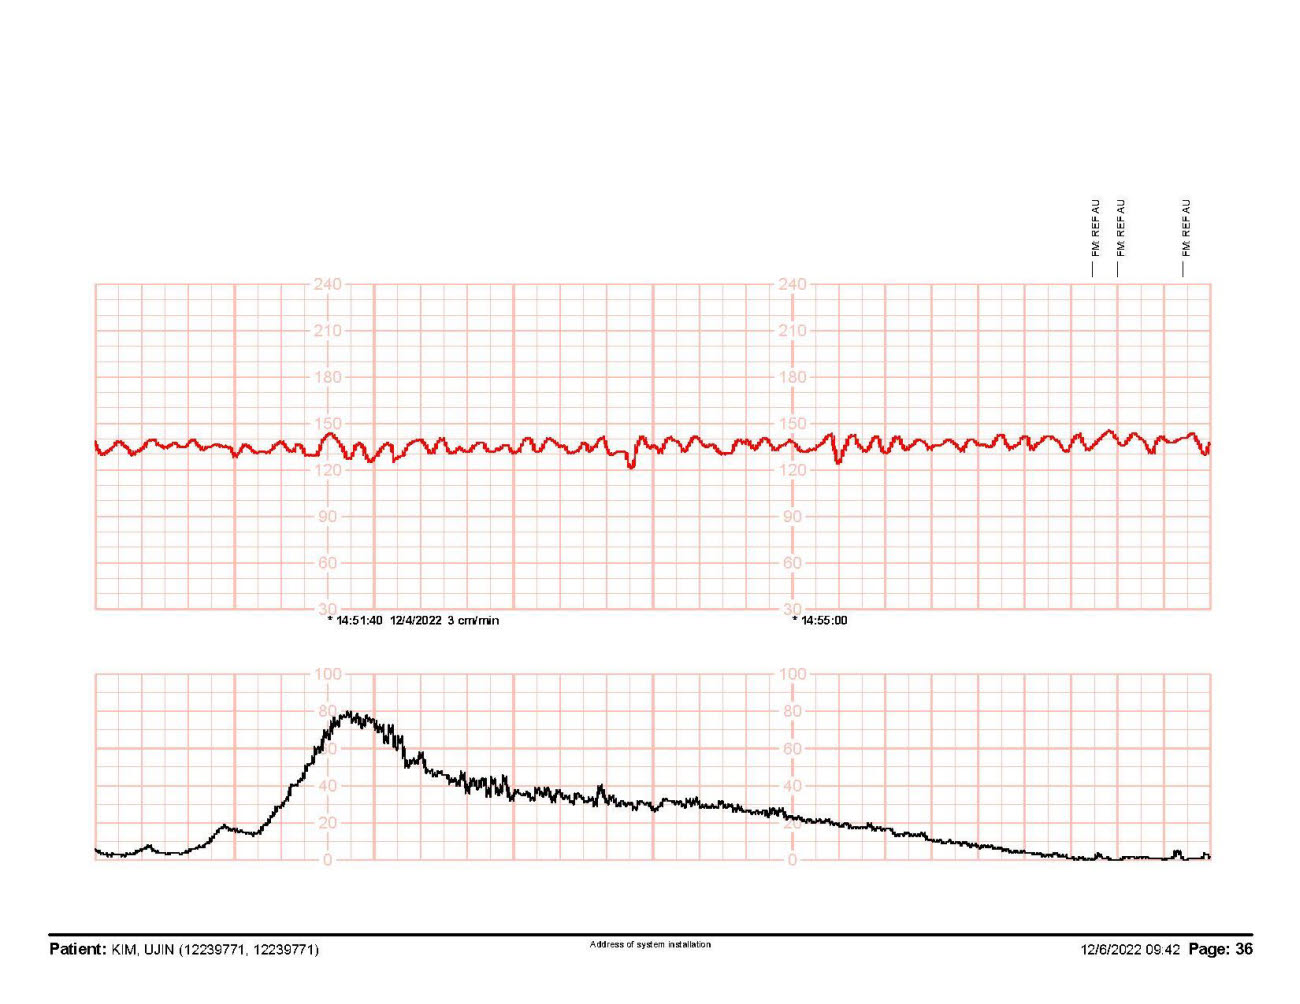 FM: REF AU
FM: REF AU
FM: REF AU
240 240
210 210
180 180
150 150
120 120
90 90
60 60
30 30
* 14:51:40 12/4/2022 3 cm/min * 14:55:00
100 100
80 80
60 60
40 40
20 20
0 0
Patient: KIM, UJIN (12239771, 12239771) Address of system installation 12/6/2022 09:42 Page: 36